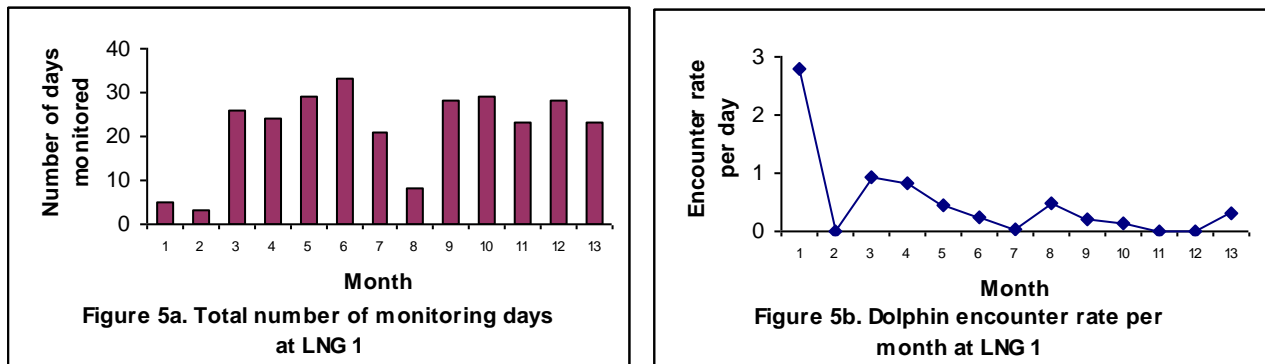 Number of days
monitored
40
30
20
10
0
1 2 3 4 5 6 7 8 9 10 11 12 13
Month
Figure 5a. Total number of monitoring days
at LNG 1
Encounter rate
per day
3
2
1
0
1 2 3 4 5 6 7 8 9 10 11 12 13
Month
Figure 5b. Dolphin encounter rate per
month at LNG 1